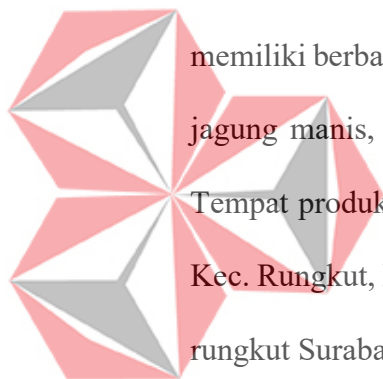 memiliki berba
jagung manis,
Tempat produk
Kec. Rungkut,
rungkut Suraba